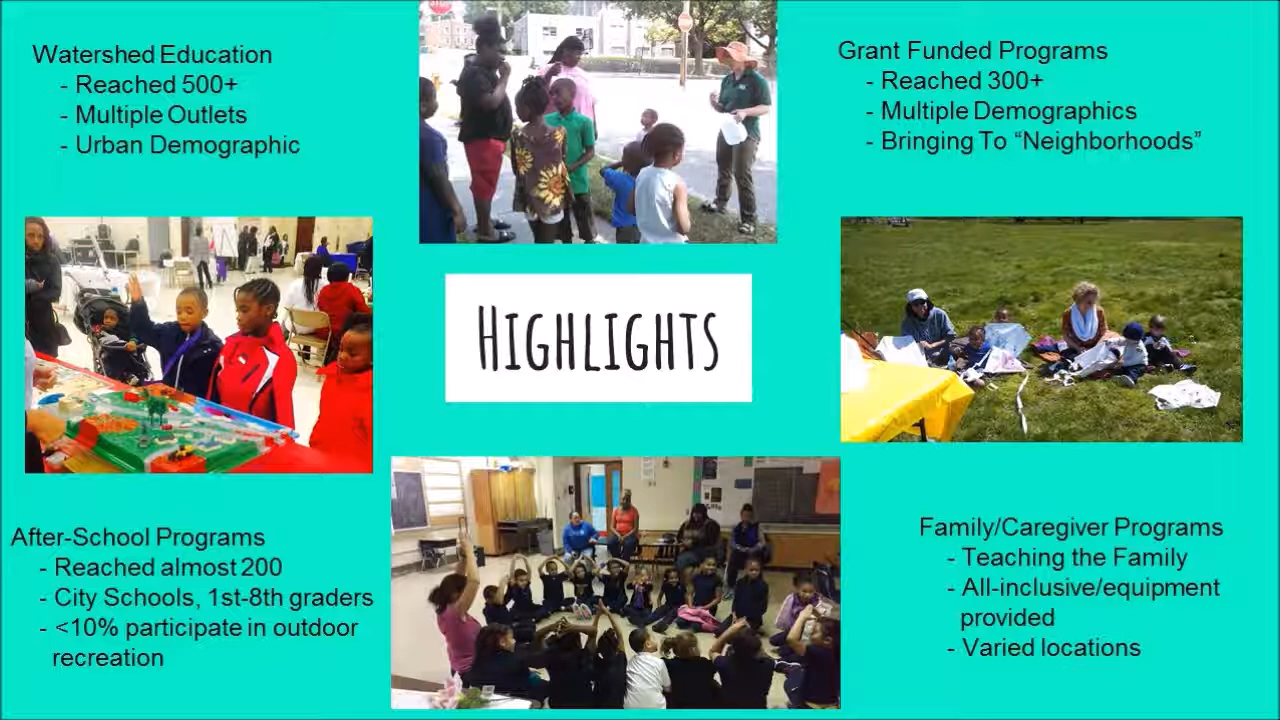 Watershed Education
- Reached 500+
- Multiple Outlets
- Urban Demographic
Grant Funded Programs
- Reached 300+
- Multiple Demographics
- Bringing To “Neighborhoods”
Highlights
After-School Programs
- Reached almost 200
- City Schools, 1st-8th graders
- <10% participate in outdoor
recreation
Family/Caregiver Programs
- Teaching the Family
- All-inclusive/equipment
provided
- Varied locations